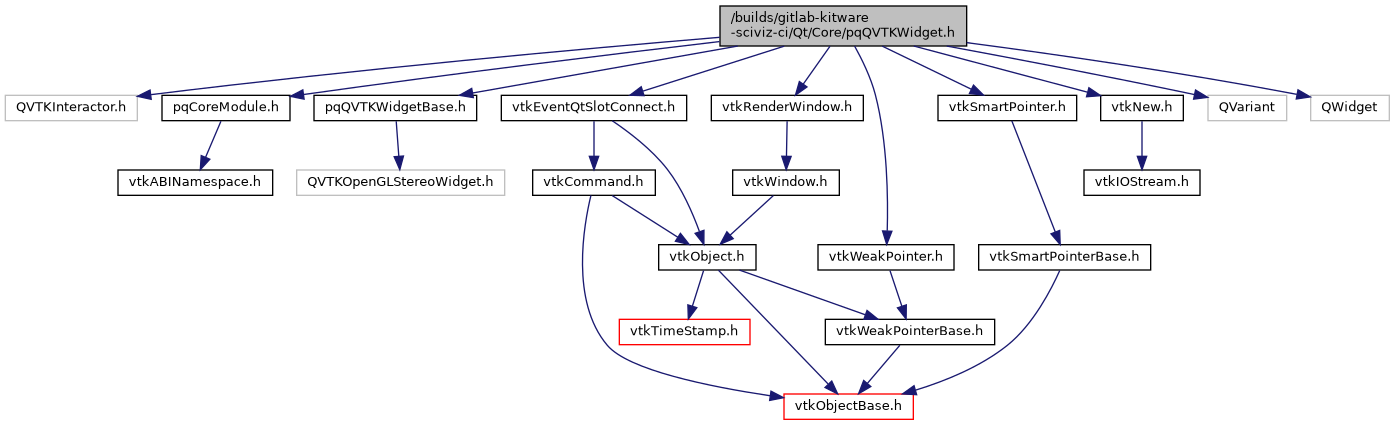 /builds/gitlab-kitware
-sciviz-ci/Qt/Core/pqQVTKWidget.h
QVTKInteractor.h
pqCoreModule.h
pqQVTKWidgetBase.h
vtkEventQtSlotConnect.h
vtkRenderWindow.h
vtkSmartPointer.h
vtkNew.h
QVariant
QWidget
vtkABINamespace.h
QVTKOpenGLStereoWidget.h
vtkCommand.h
vtkWindow.h
vtkIOStream.h
vtkObject.h
vtkWeakPointer.h
vtkSmartPointerBase.h
vtkTimeStamp.h
vtkWeakPointerBase.h
vtkObjectBase.h